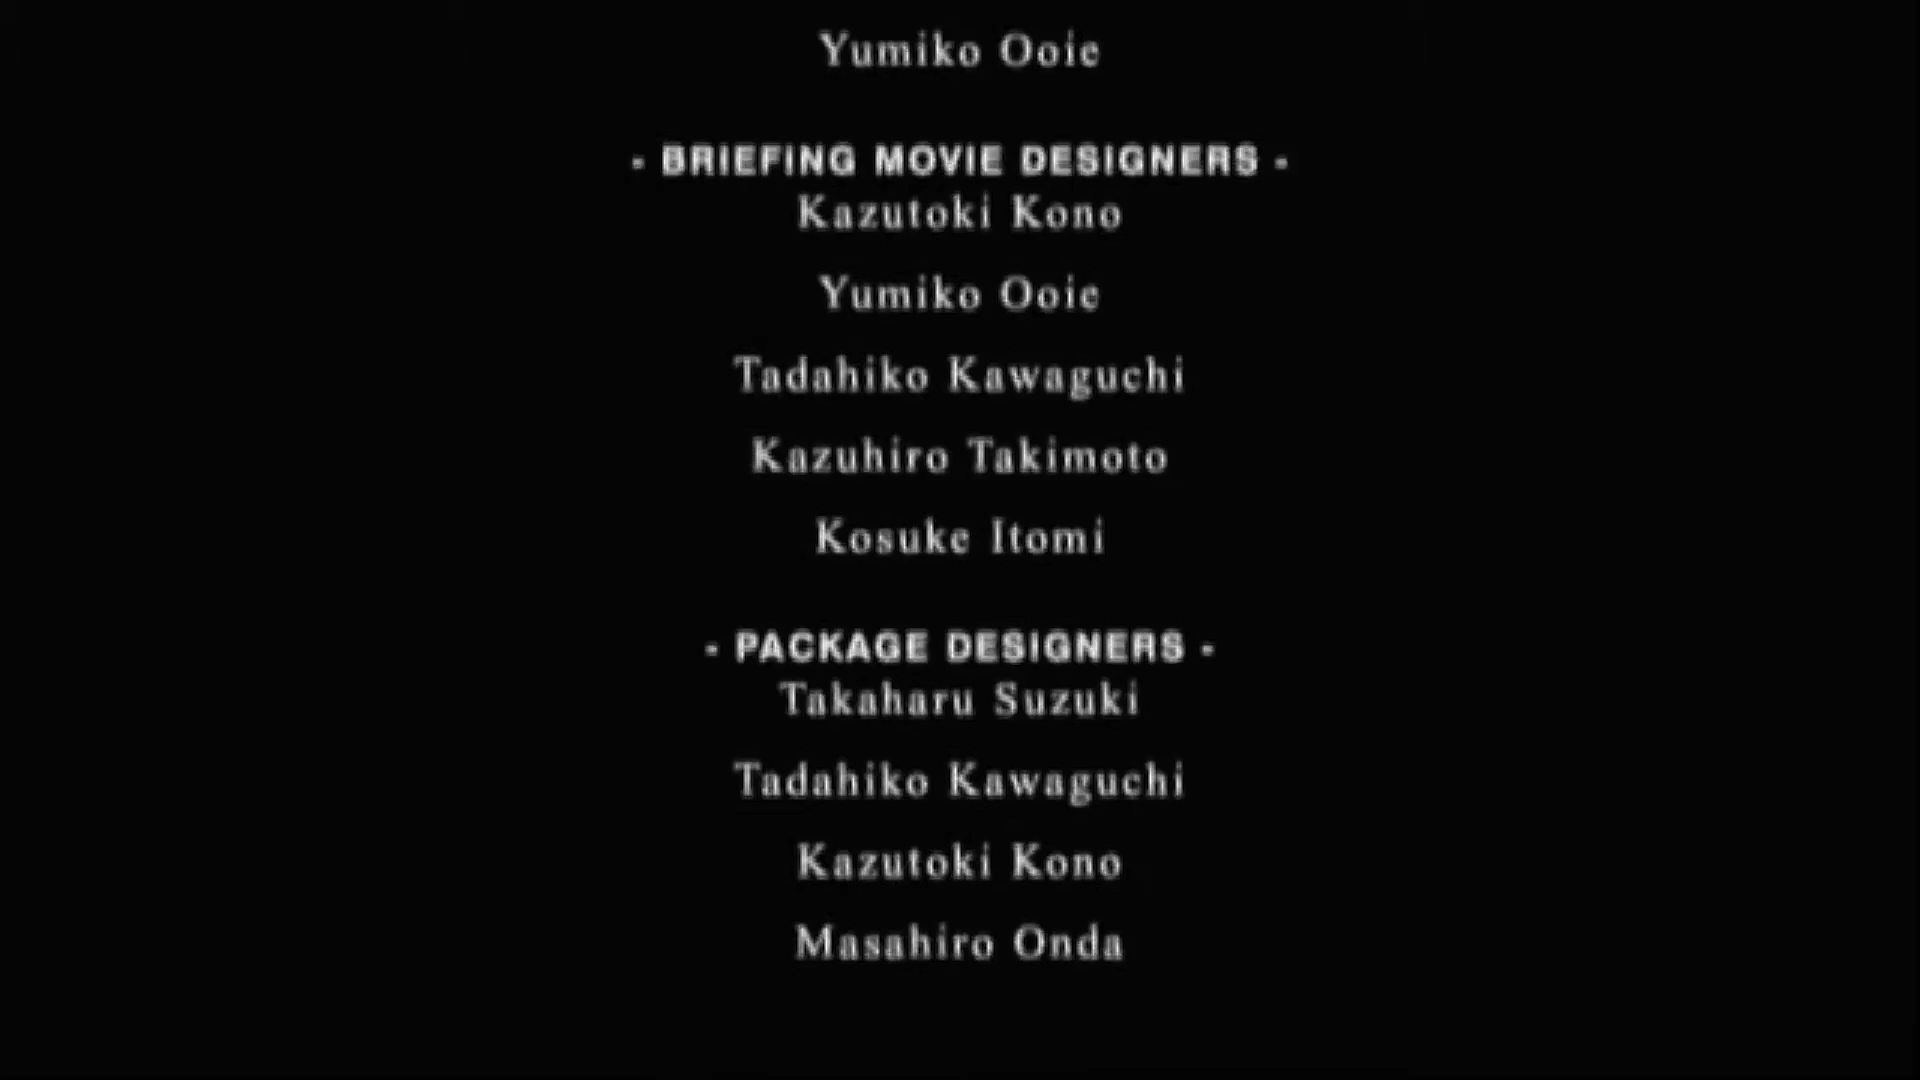 Yumiko Ooie
- BRIEFING MOVIE DESIGNERS -
Kazutoki Kono
Yumiko Ooie
Tadahiko Kawaguchi
Kazuhiro Takimoto
Kosuke Itomi
- PACKAGE DESIGNERS -
Takaharu Suzuki
Tadahiko Kawaguchi
Kazutoki Kono
Masahiro Onda